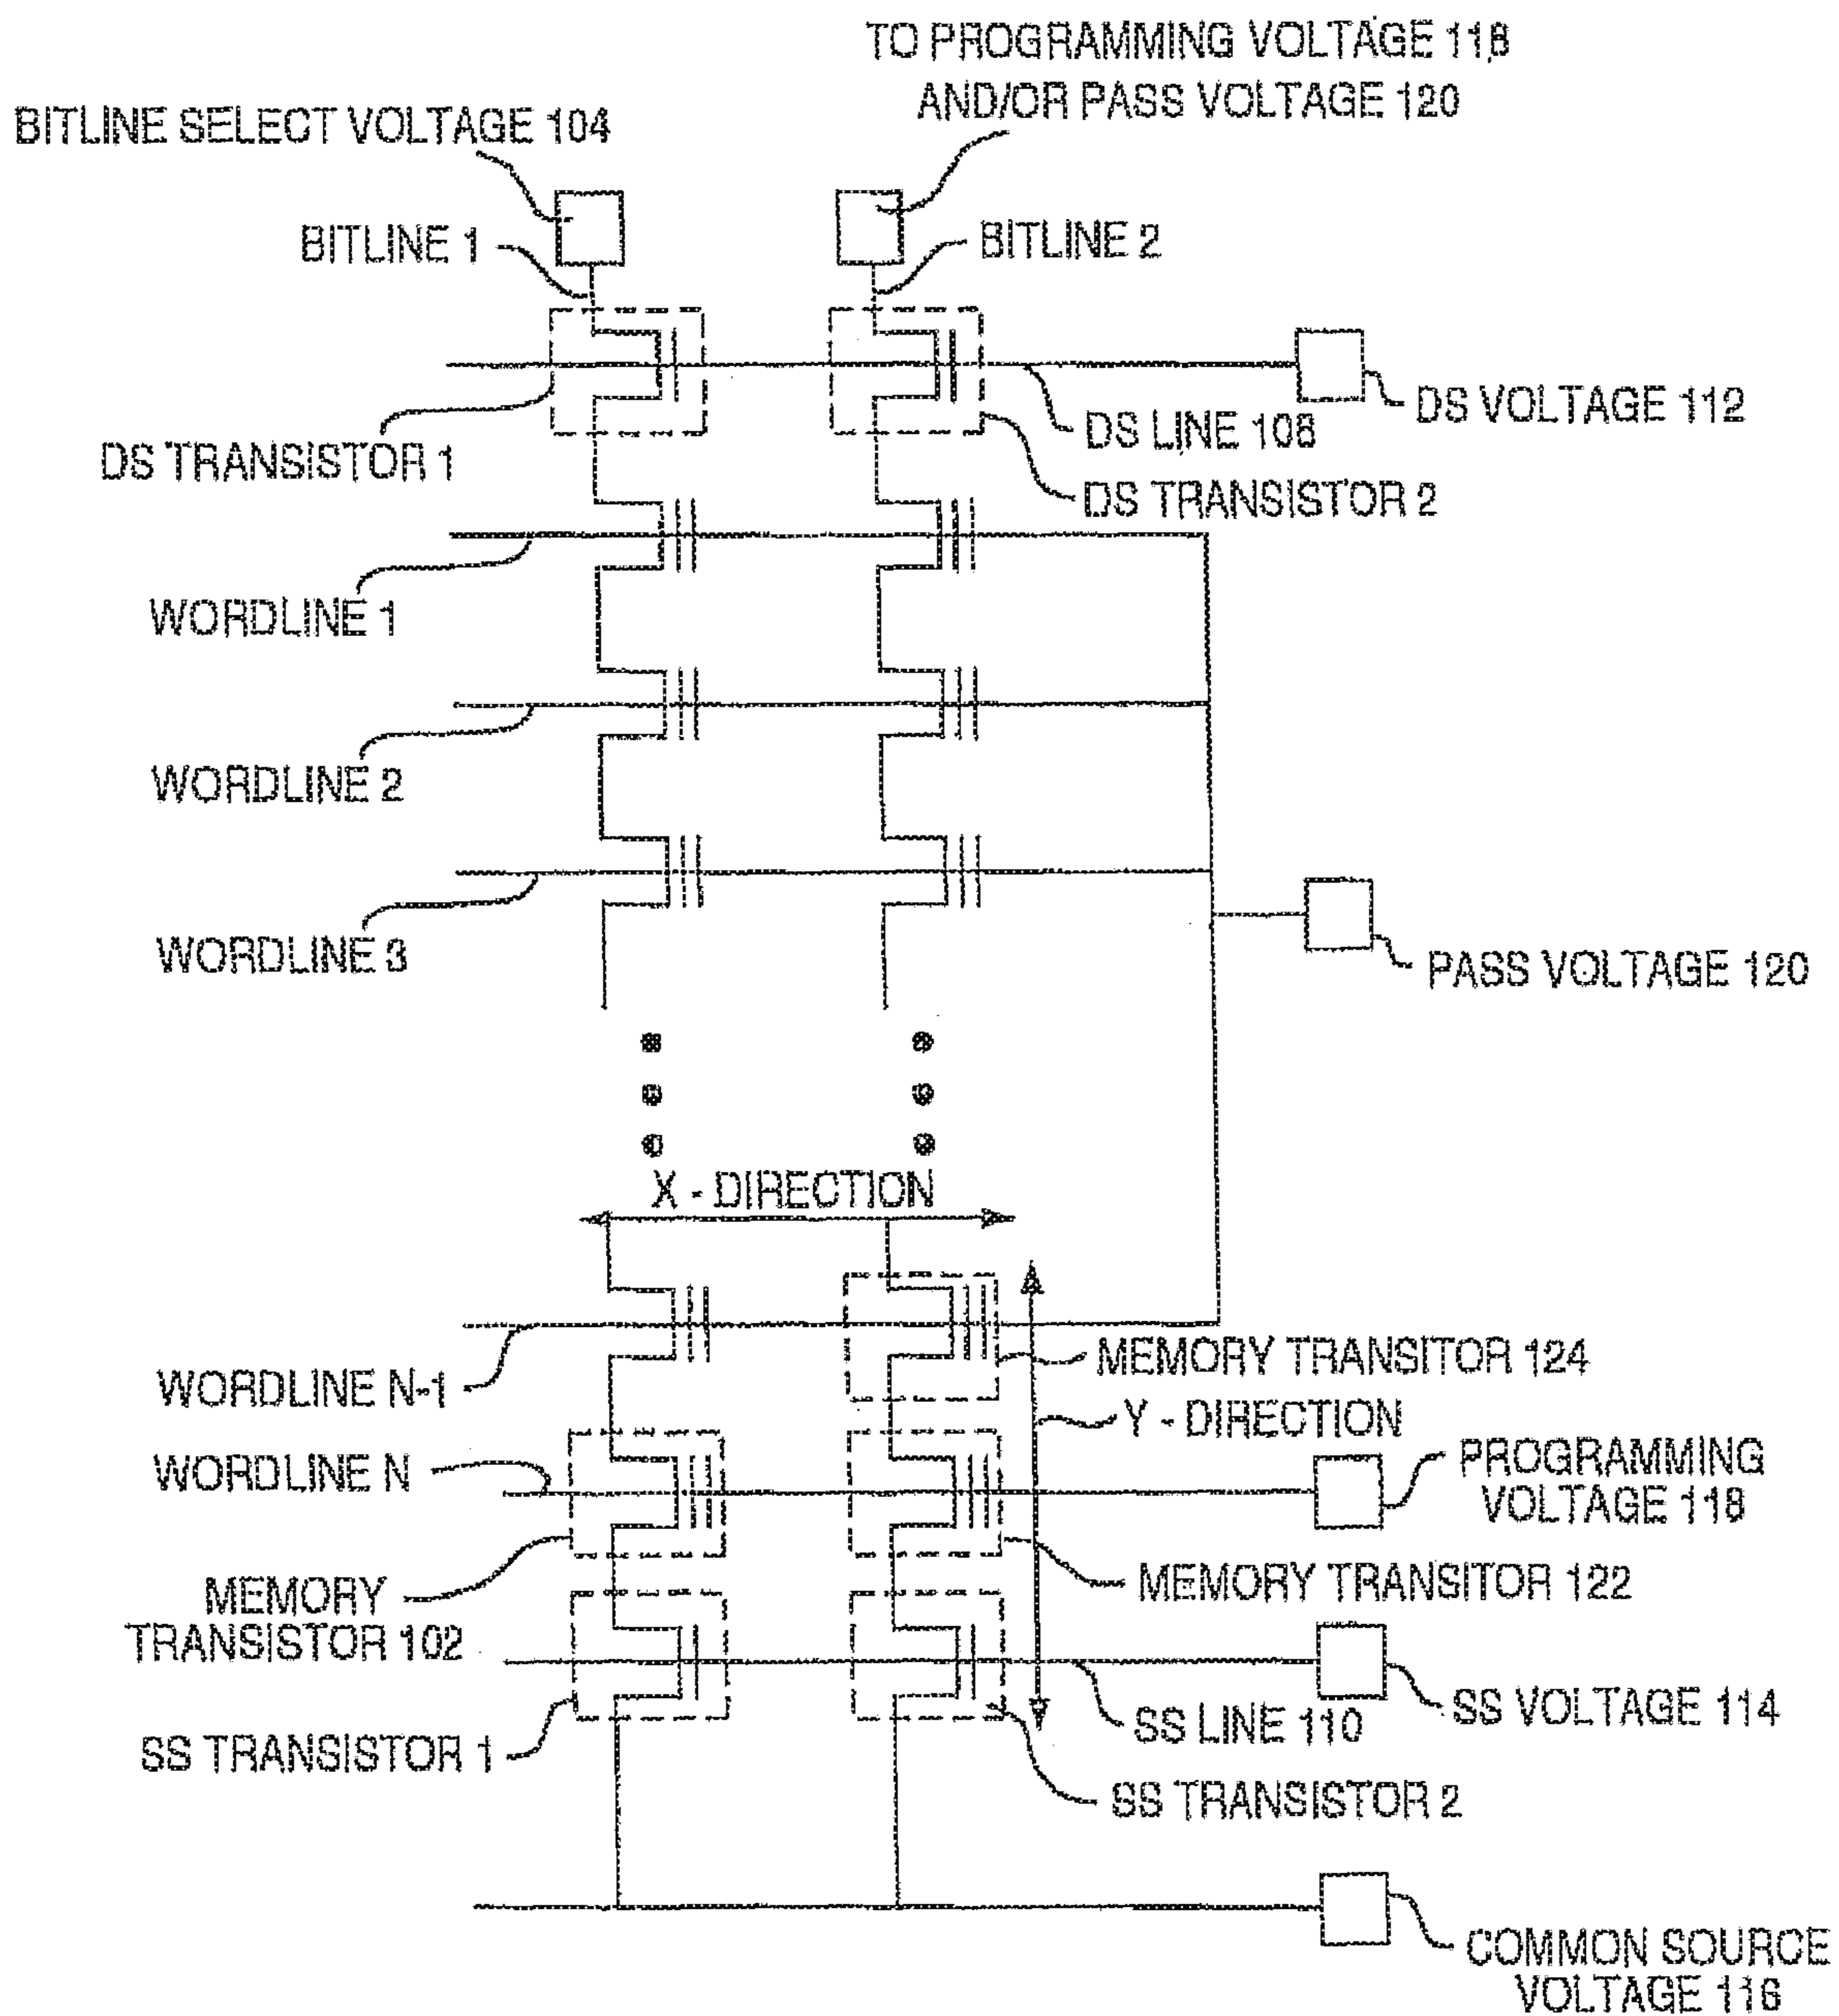 TO PROGRAMMING VOLTAGE 118
AND/OR PASS VOLTAGE 120
BITLINE SELECT VOLTAGE 104
BITLINE 1
BITLINE 2
DS VOLTAGE 112
DS LINE 108
DS TRANSISTOR 1
DS TRANSISTOR 2
WORDLINE 1
WORDLINE 2
WORDLINE 3
PASS VOLTAGE 120
X - DIRECTION
MEMORY TRANSITOR 124
WORDLINE N-1
Y - DIRECTION
WORDLINE N
PROGRAMMING
VOLTAGE 118
MEMORY TRANSITOR 122
MEMORY
TRANSISTOR 102
SS VOLTAGE 114
SS LINE 110
SS TRANSISTOR 1
SS TRANSISTOR 2
COMMON SOURCE
VOLTAGE 116